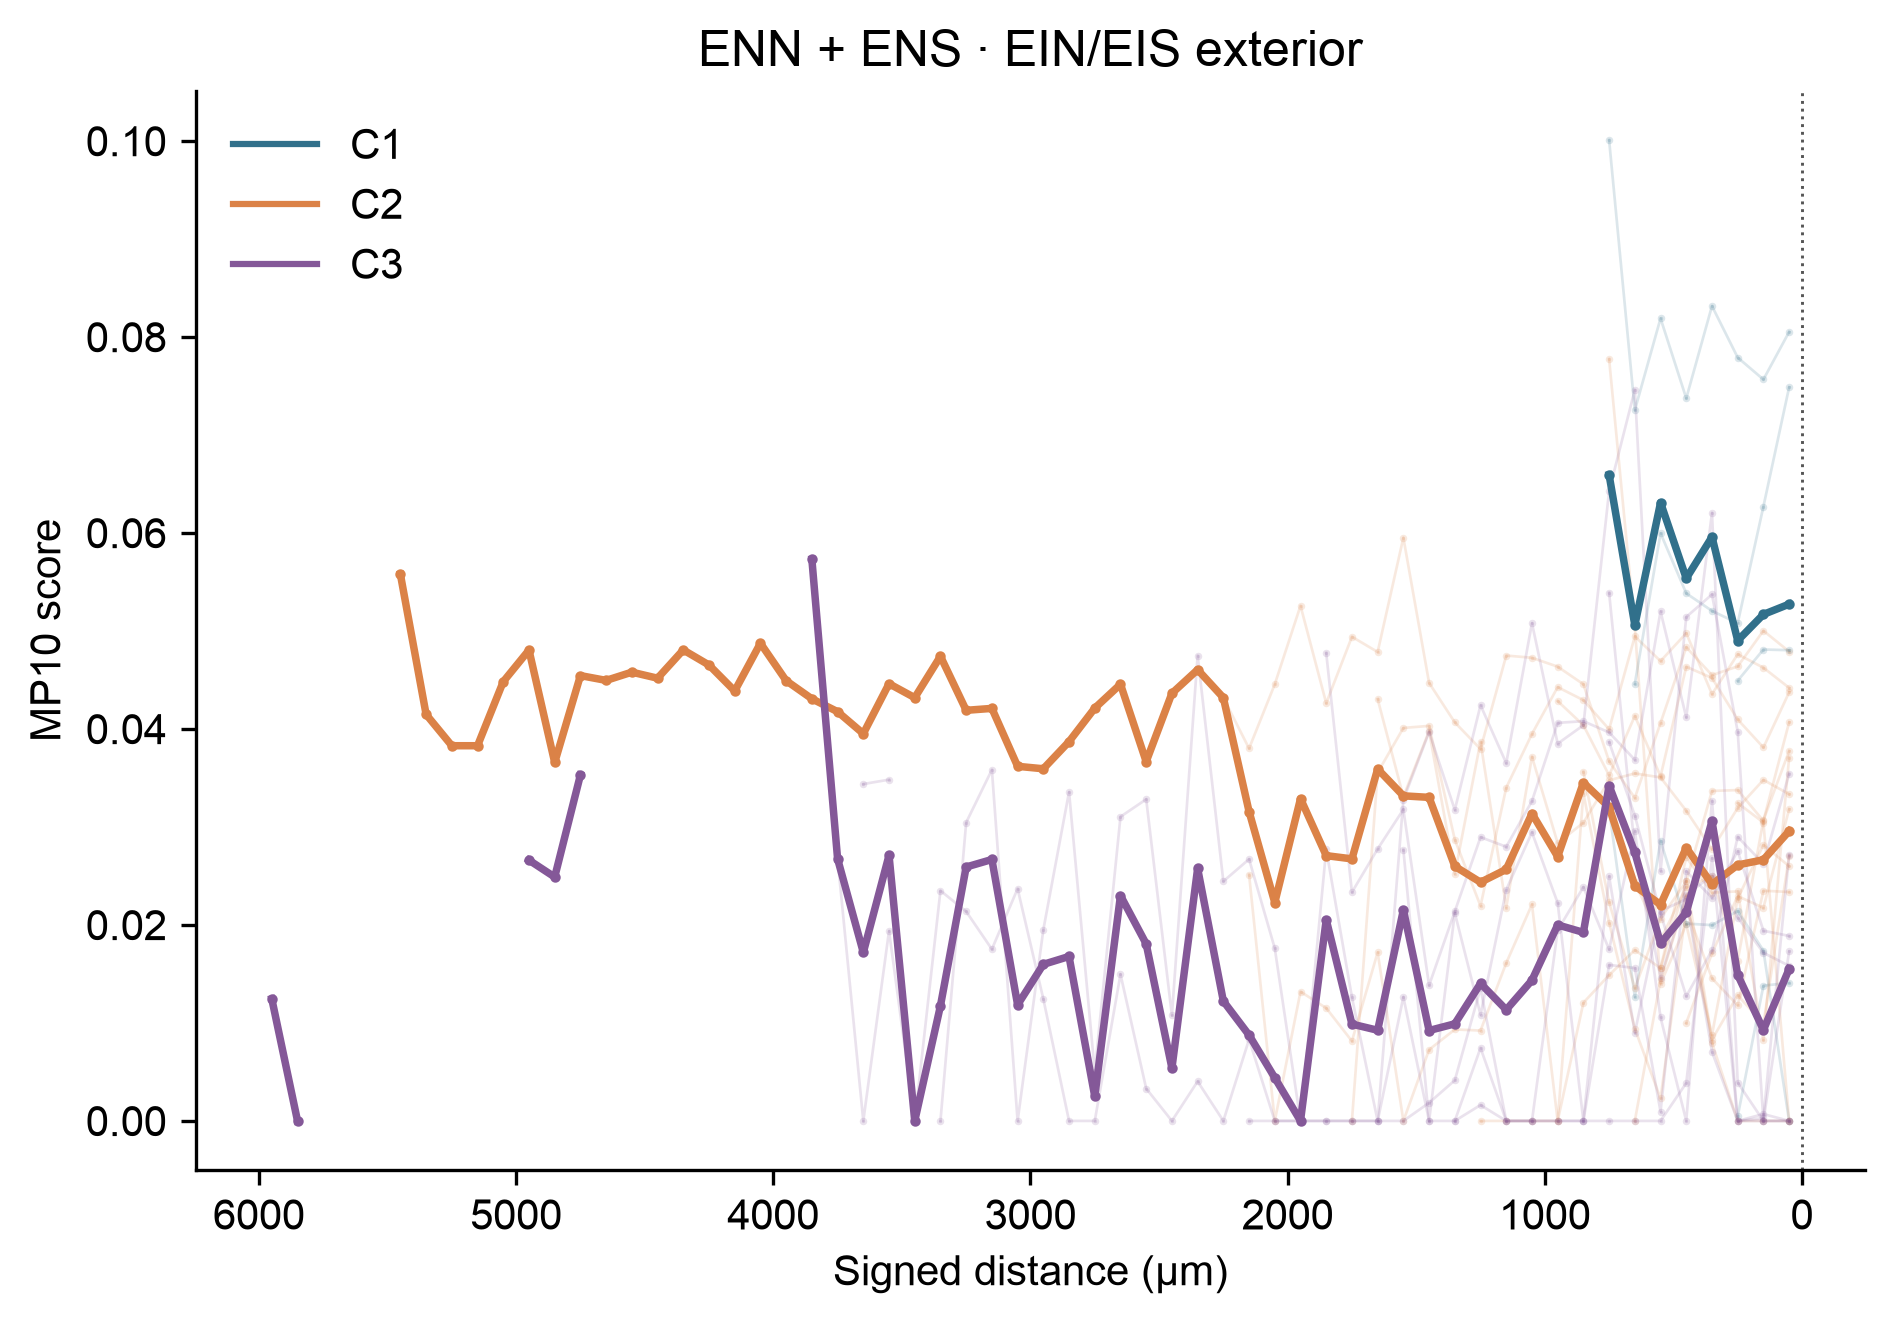 ENN + ENS · EIN/EIS exterior
C1
C2
C3
0.10
0.08
0.06
0.04
0.02
0.00
MP10 score
6000 5000 4000 3000 2000 1000 0
Signed distance (µm)